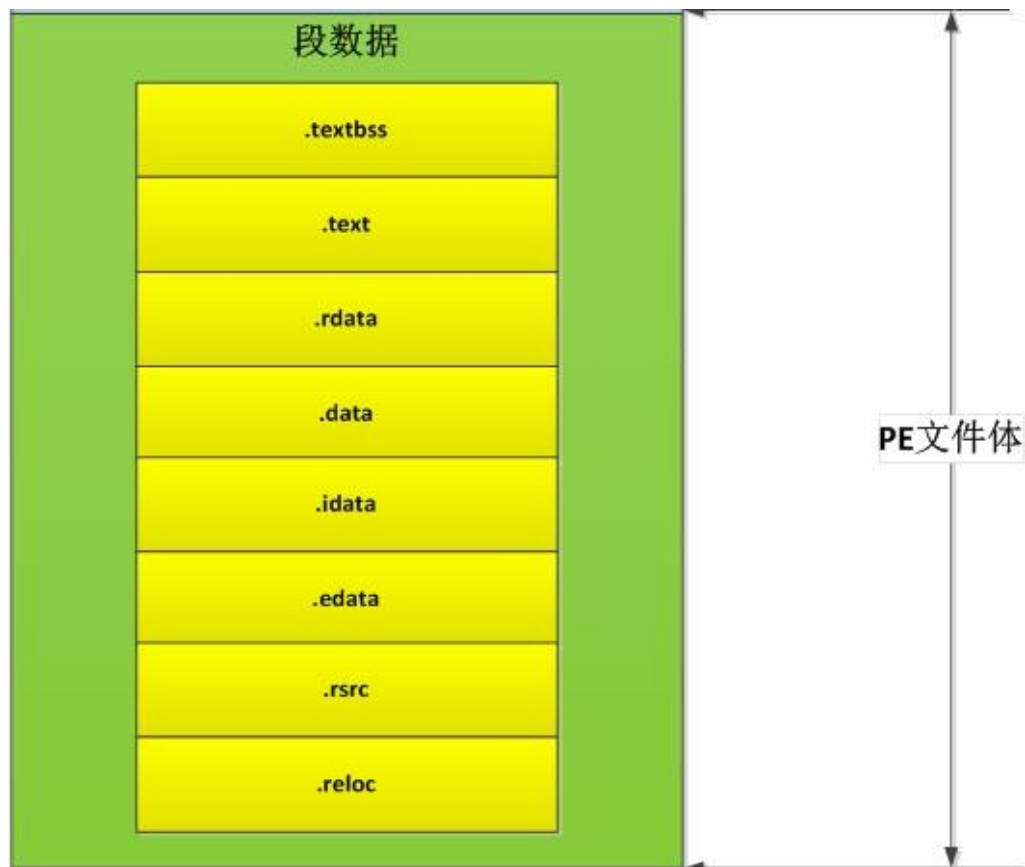 段数据
.textbss
.text
.rdata
.data
PE文件体
.idata
.edata
.rsrc
.reloc